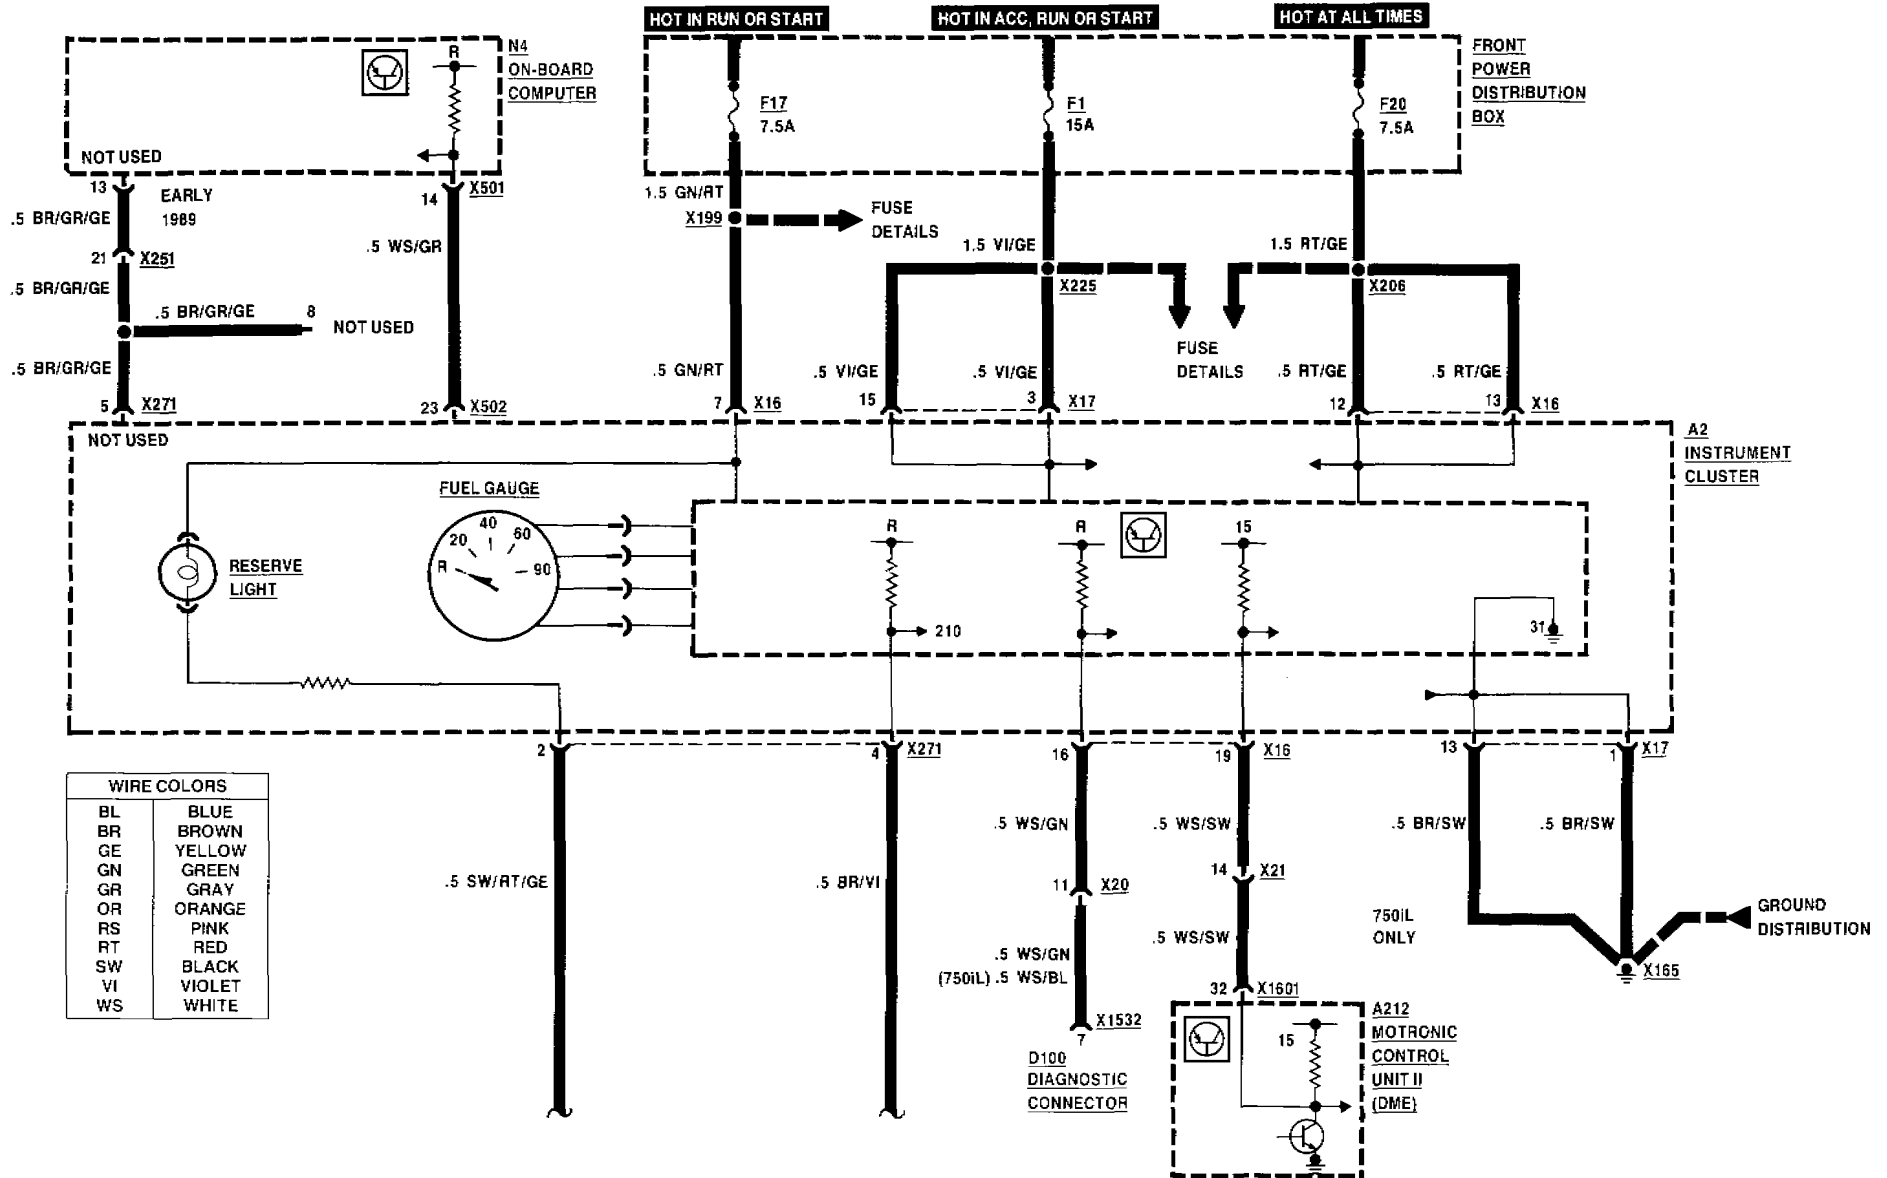 HOT IN RUN OR START
HOT IN ACC, RUN OR START
HOT AT ALL TIMES
R
N4
ON-BOARD
COMPUTER
NOT USED
F17
7.5A
F1
15A
F20
7.5A
FRONT
POWER
DISTRIBUTION
BOX
13
EARLY
1989
14
X501
.5 BR/GR/GE
21
X251
.5 WS/GR
.5 BR/GR/GE
.5 BR/GR/GE
8
NOT USED
.5 BR/GR/GE
5
X271
23
X502
1.5 GN/RT
X199
FUSE
DETAILS
1.5 VI/GE
X225
1.5 RT/GE
X206
FUSE
DETAILS
.5 GN/RT
.5 VI/GE
.5 VI/GE
.5 RT/GE
.5 RT/GE
7
X16
15
3
X17
12
13
X16
NOT USED
A2
INSTRUMENT
CLUSTER
FUEL GAUGE
R
20
40
60
90
RESERVE
LIGHT
R
R
15
210
31
2
4
X271
16
19
X16
13
1
X17
WIRE COLORS
BL BLUE
BR BROWN
GE YELLOW
GN GREEN
GR GRAY
OR ORANGE
RS PINK
RT RED
SW BLACK
VI VIOLET
WS WHITE
.5 SW/RT/GE
.5 BR/VI
.5 WS/GN
.5 WS/SW
.5 BR/SW
.5 BR/SW
11
X20
14
X21
.5 WS/GN
(750iL) .5 WS/BL
.5 WS/SW
750iL
ONLY
GROUND
DISTRIBUTION
X165
7
X1532
D100
DIAGNOSTIC
CONNECTOR
32
X1601
15
A212
MOTRONIC
CONTROL
UNIT II
(DME)